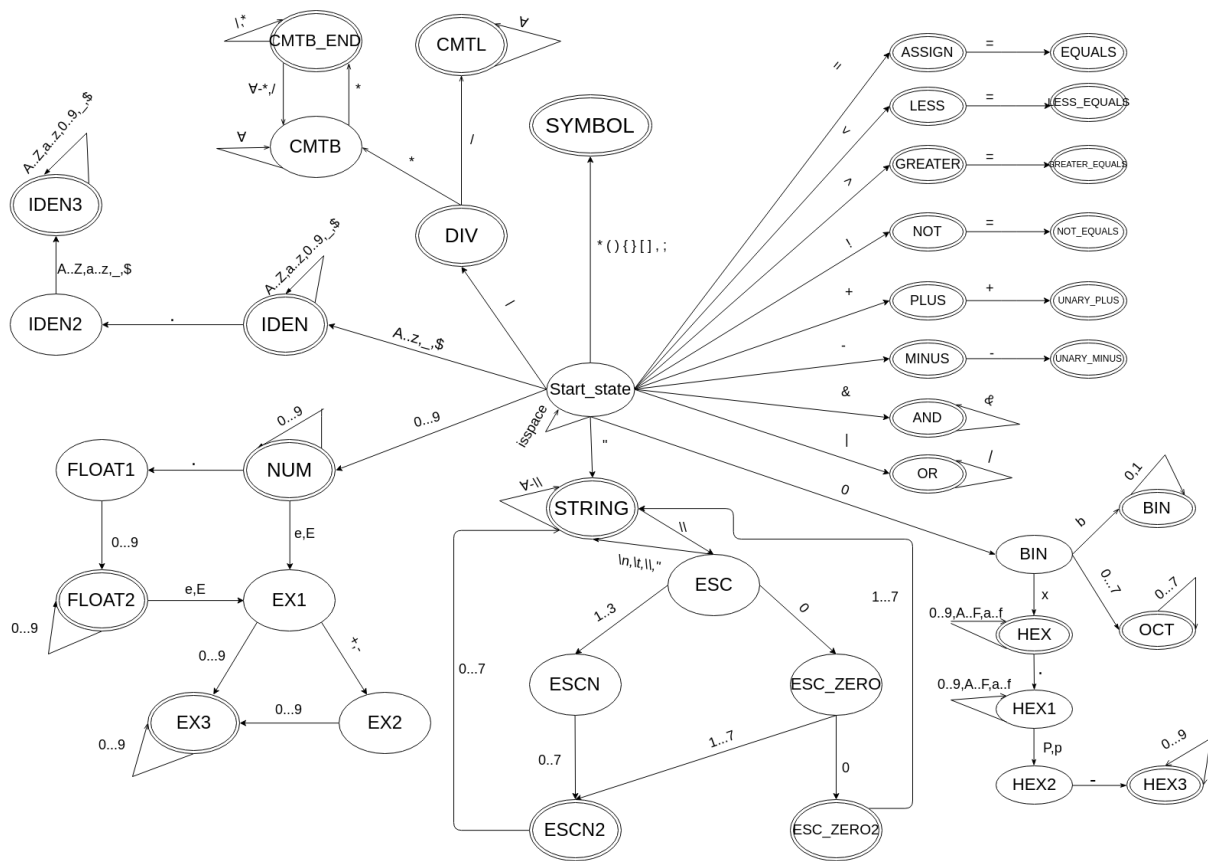 /,*
CMTB_END
∀-*,/
*
∀
CMTB
*
CMTL
∀
/
DIV
/
SYMBOL
* ( ) { } [ ] , ;
A..Z,a..z,0..9,_,$
IDEN3
A..Z,a..z,_,$
IDEN2
.
A..Z,a..z,0..9,_,$
IDEN
A..z,_,$
Start_state
isspace
=
ASSIGN
=
EQUALS
<
LESS
=
LESS_EQUALS
>
GREATER
=
GREATER_EQUALS
!
NOT
=
NOT_EQUALS
+
PLUS
+
UNARY_PLUS
-
MINUS
-
UNARY_MINUS
&
AND
&
|
OR
/
0...9
0...9
NUM
.
FLOAT1
0...9
e,E
FLOAT2
0...9
e,E
EX1
0...9
+,-
EX3
0...9
0...9
EX2
"
∀-\\
STRING
\\
\n,\t,\\,"
ESC
1..3
0
ESCN
ESC_ZERO
0...7
1...7
0..7
1...7
0
ESCN2
ESC_ZERO2
0
BIN
b
0,1
BIN
0...7
0...7
OCT
x
0..9,A..F,a..f
HEX
.
0..9,A..F,a..f
HEX1
P,p
HEX2
-
HEX3
0...9